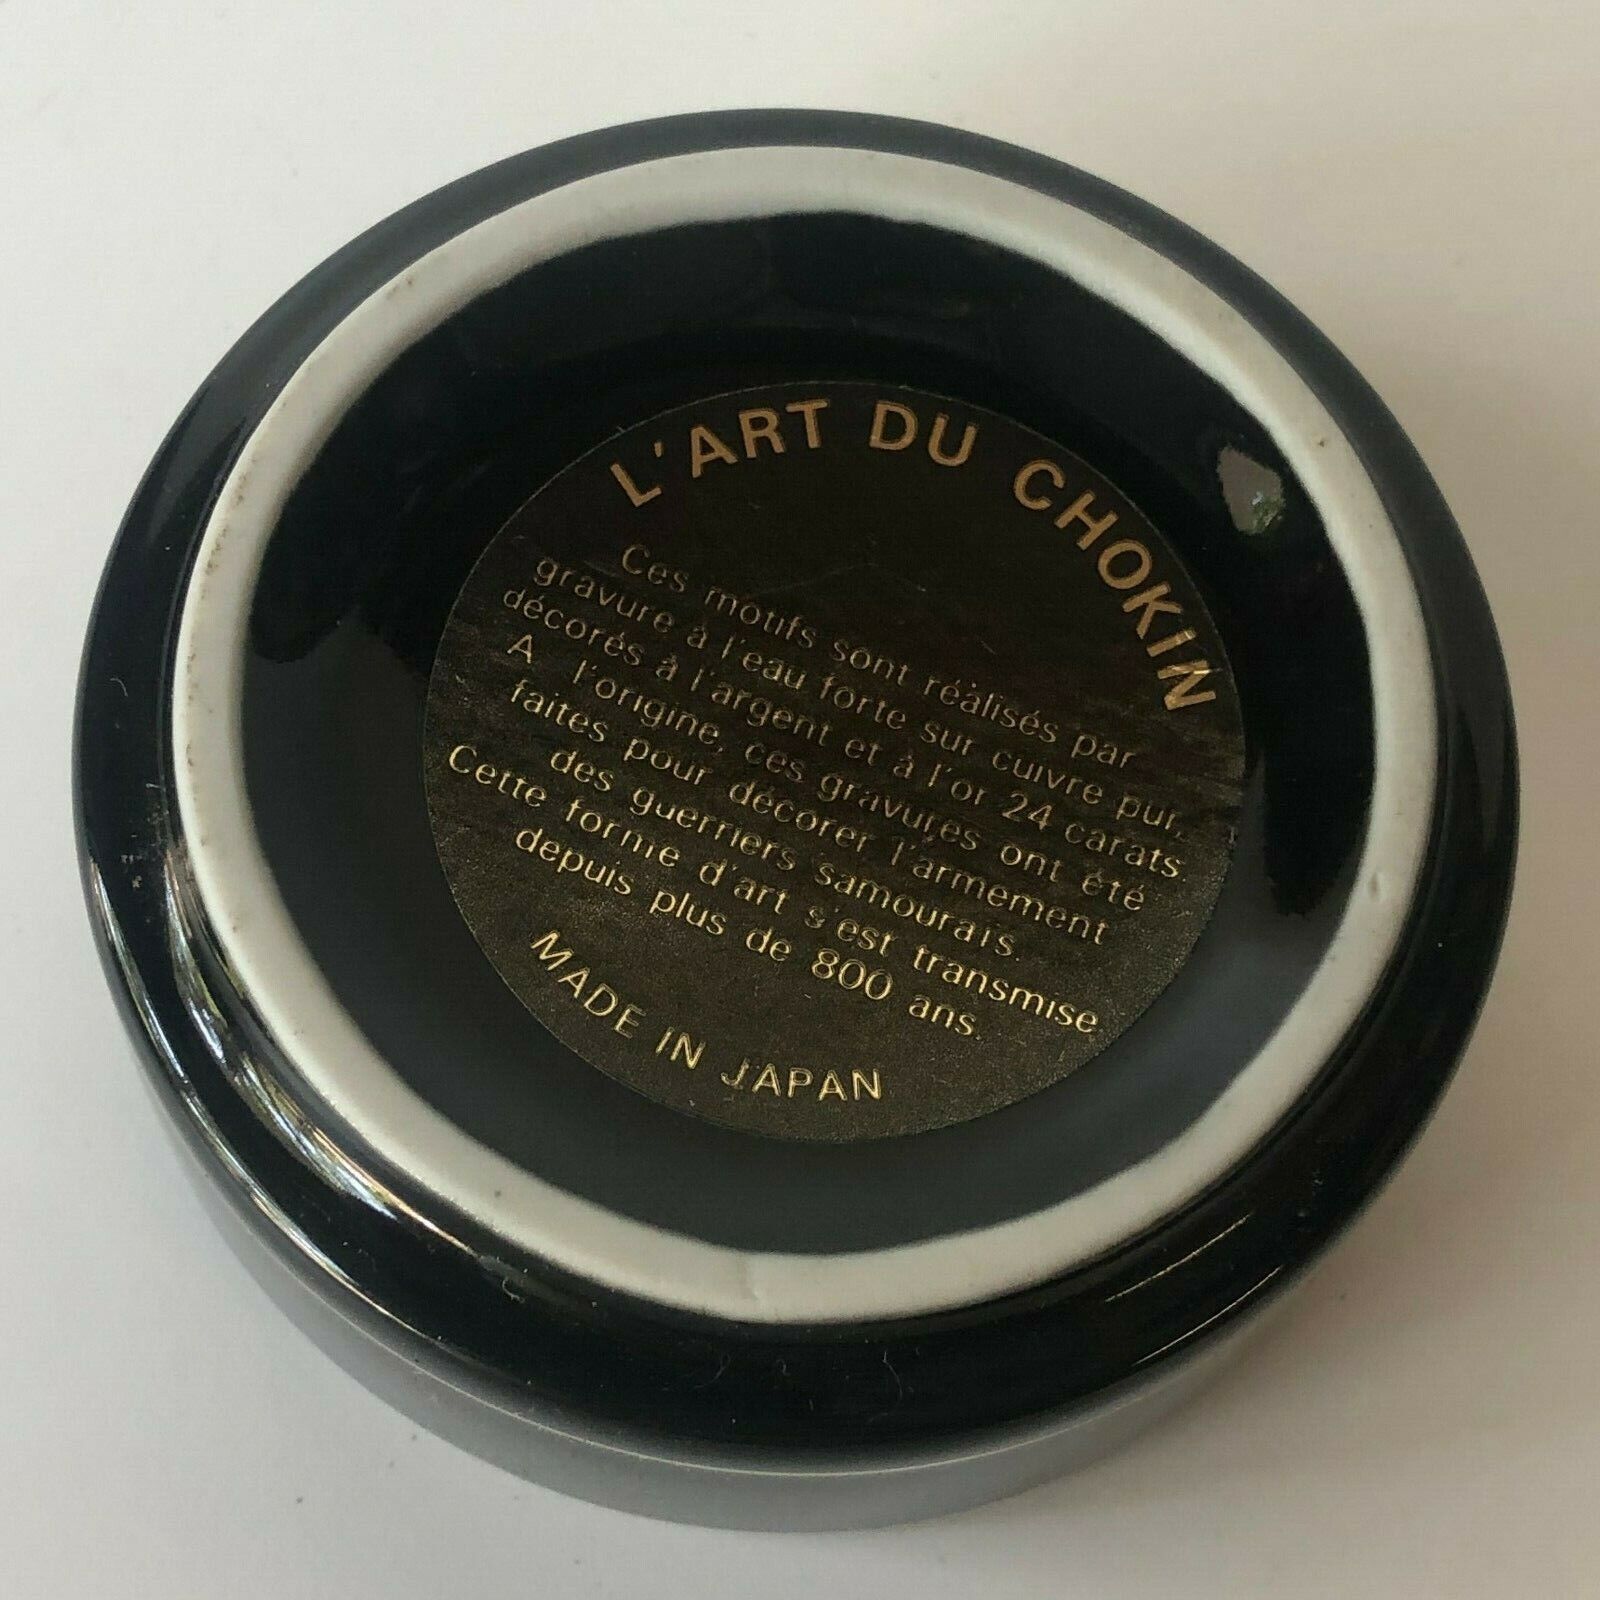 L'ART DU CHOKIN
Ces motifs sont réalisés par
gravure à l'eau forte sur cuivre pur,
décorés à l'argent et à l'or 24 carats
A l'origine, ces gravures ont été
faites pour décorer l'armement
des guerriers samouraïs.
Cette forme d'art s'est transmise
depuis plus de 800 ans.
MADE IN JAPAN